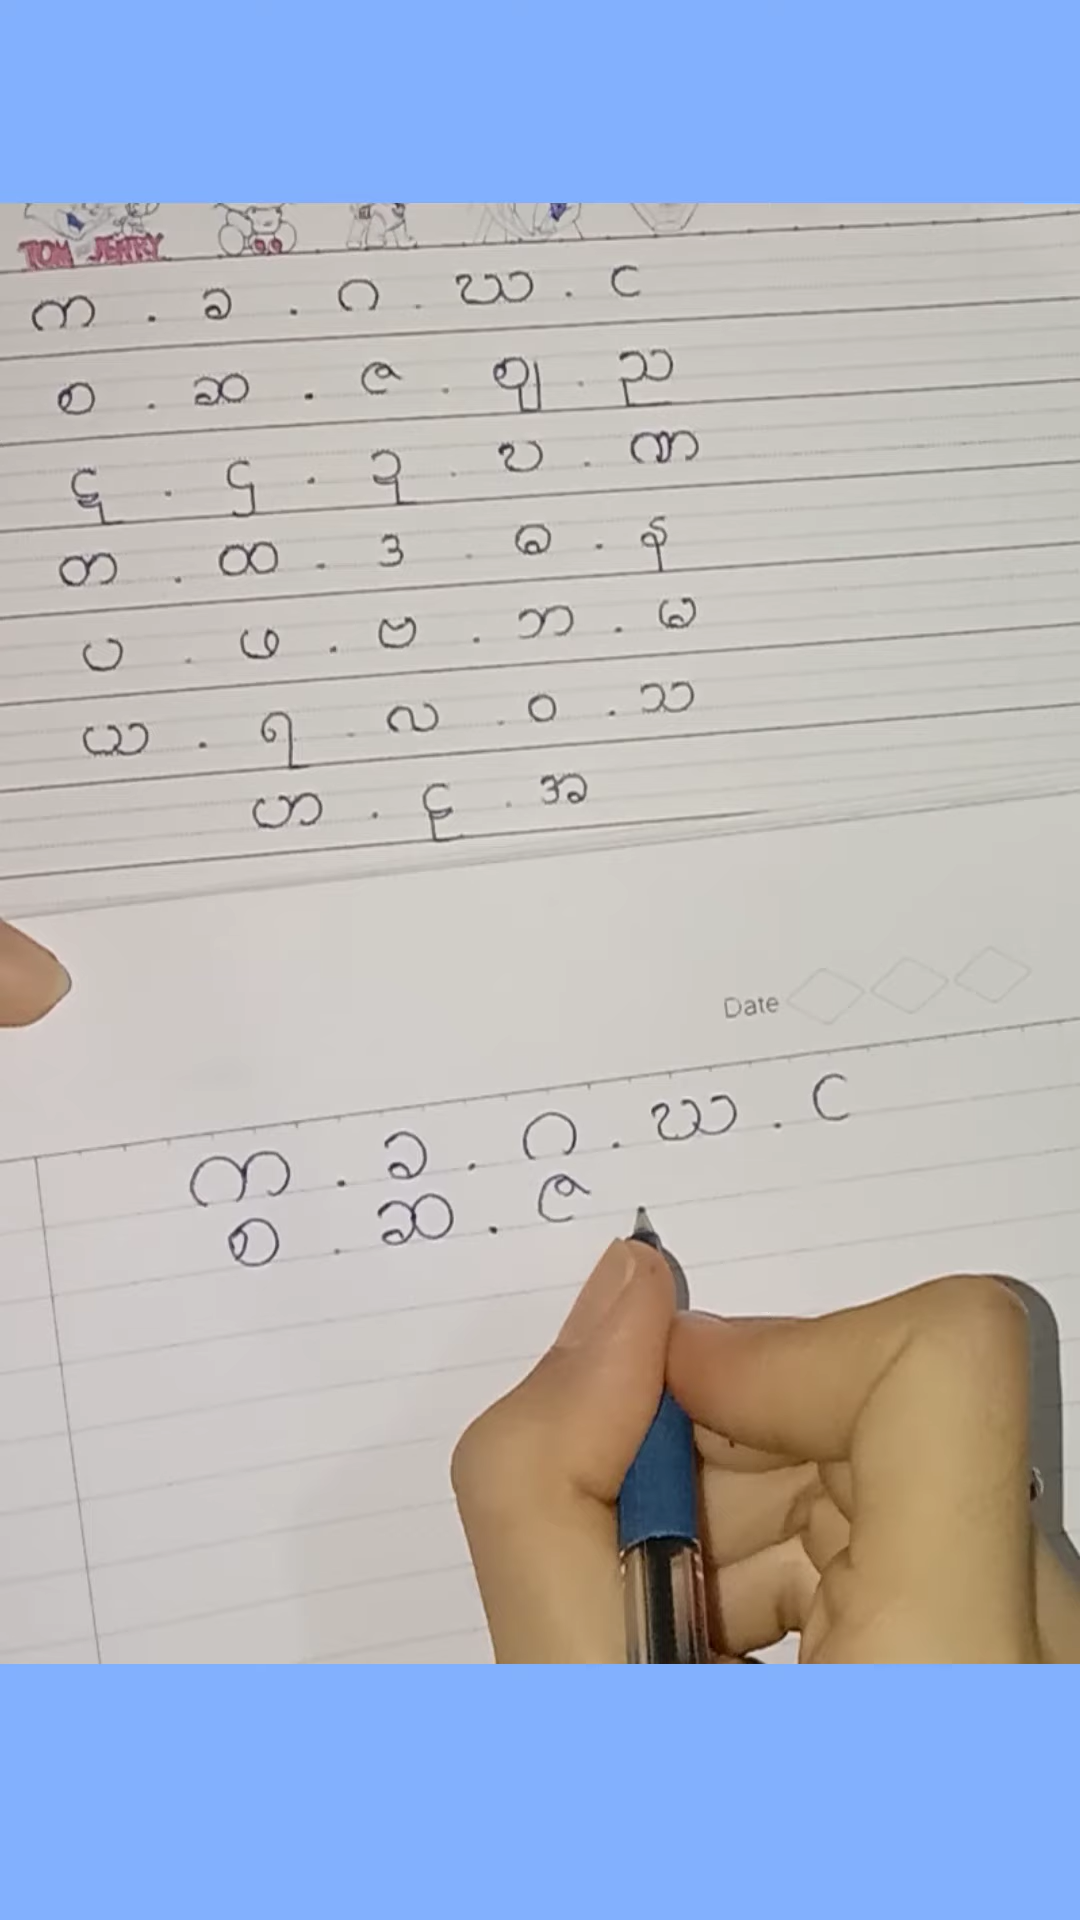 TOM AND JERRY
က . ခ . ဂ . ဃ . င
စ . ဆ . ဇ . ဈ . ည
ဋ . ဌ . ဍ . ဎ . ဏ
တ . ထ . ဒ . ဓ . န
ပ . ဖ . ဗ . ဘ . မ
ယ . ရ . လ . ဝ . သ
ဟ . ဠ . အ
Date
က . ခ . ဂ . ဃ . င
စ . ဆ . ဇ